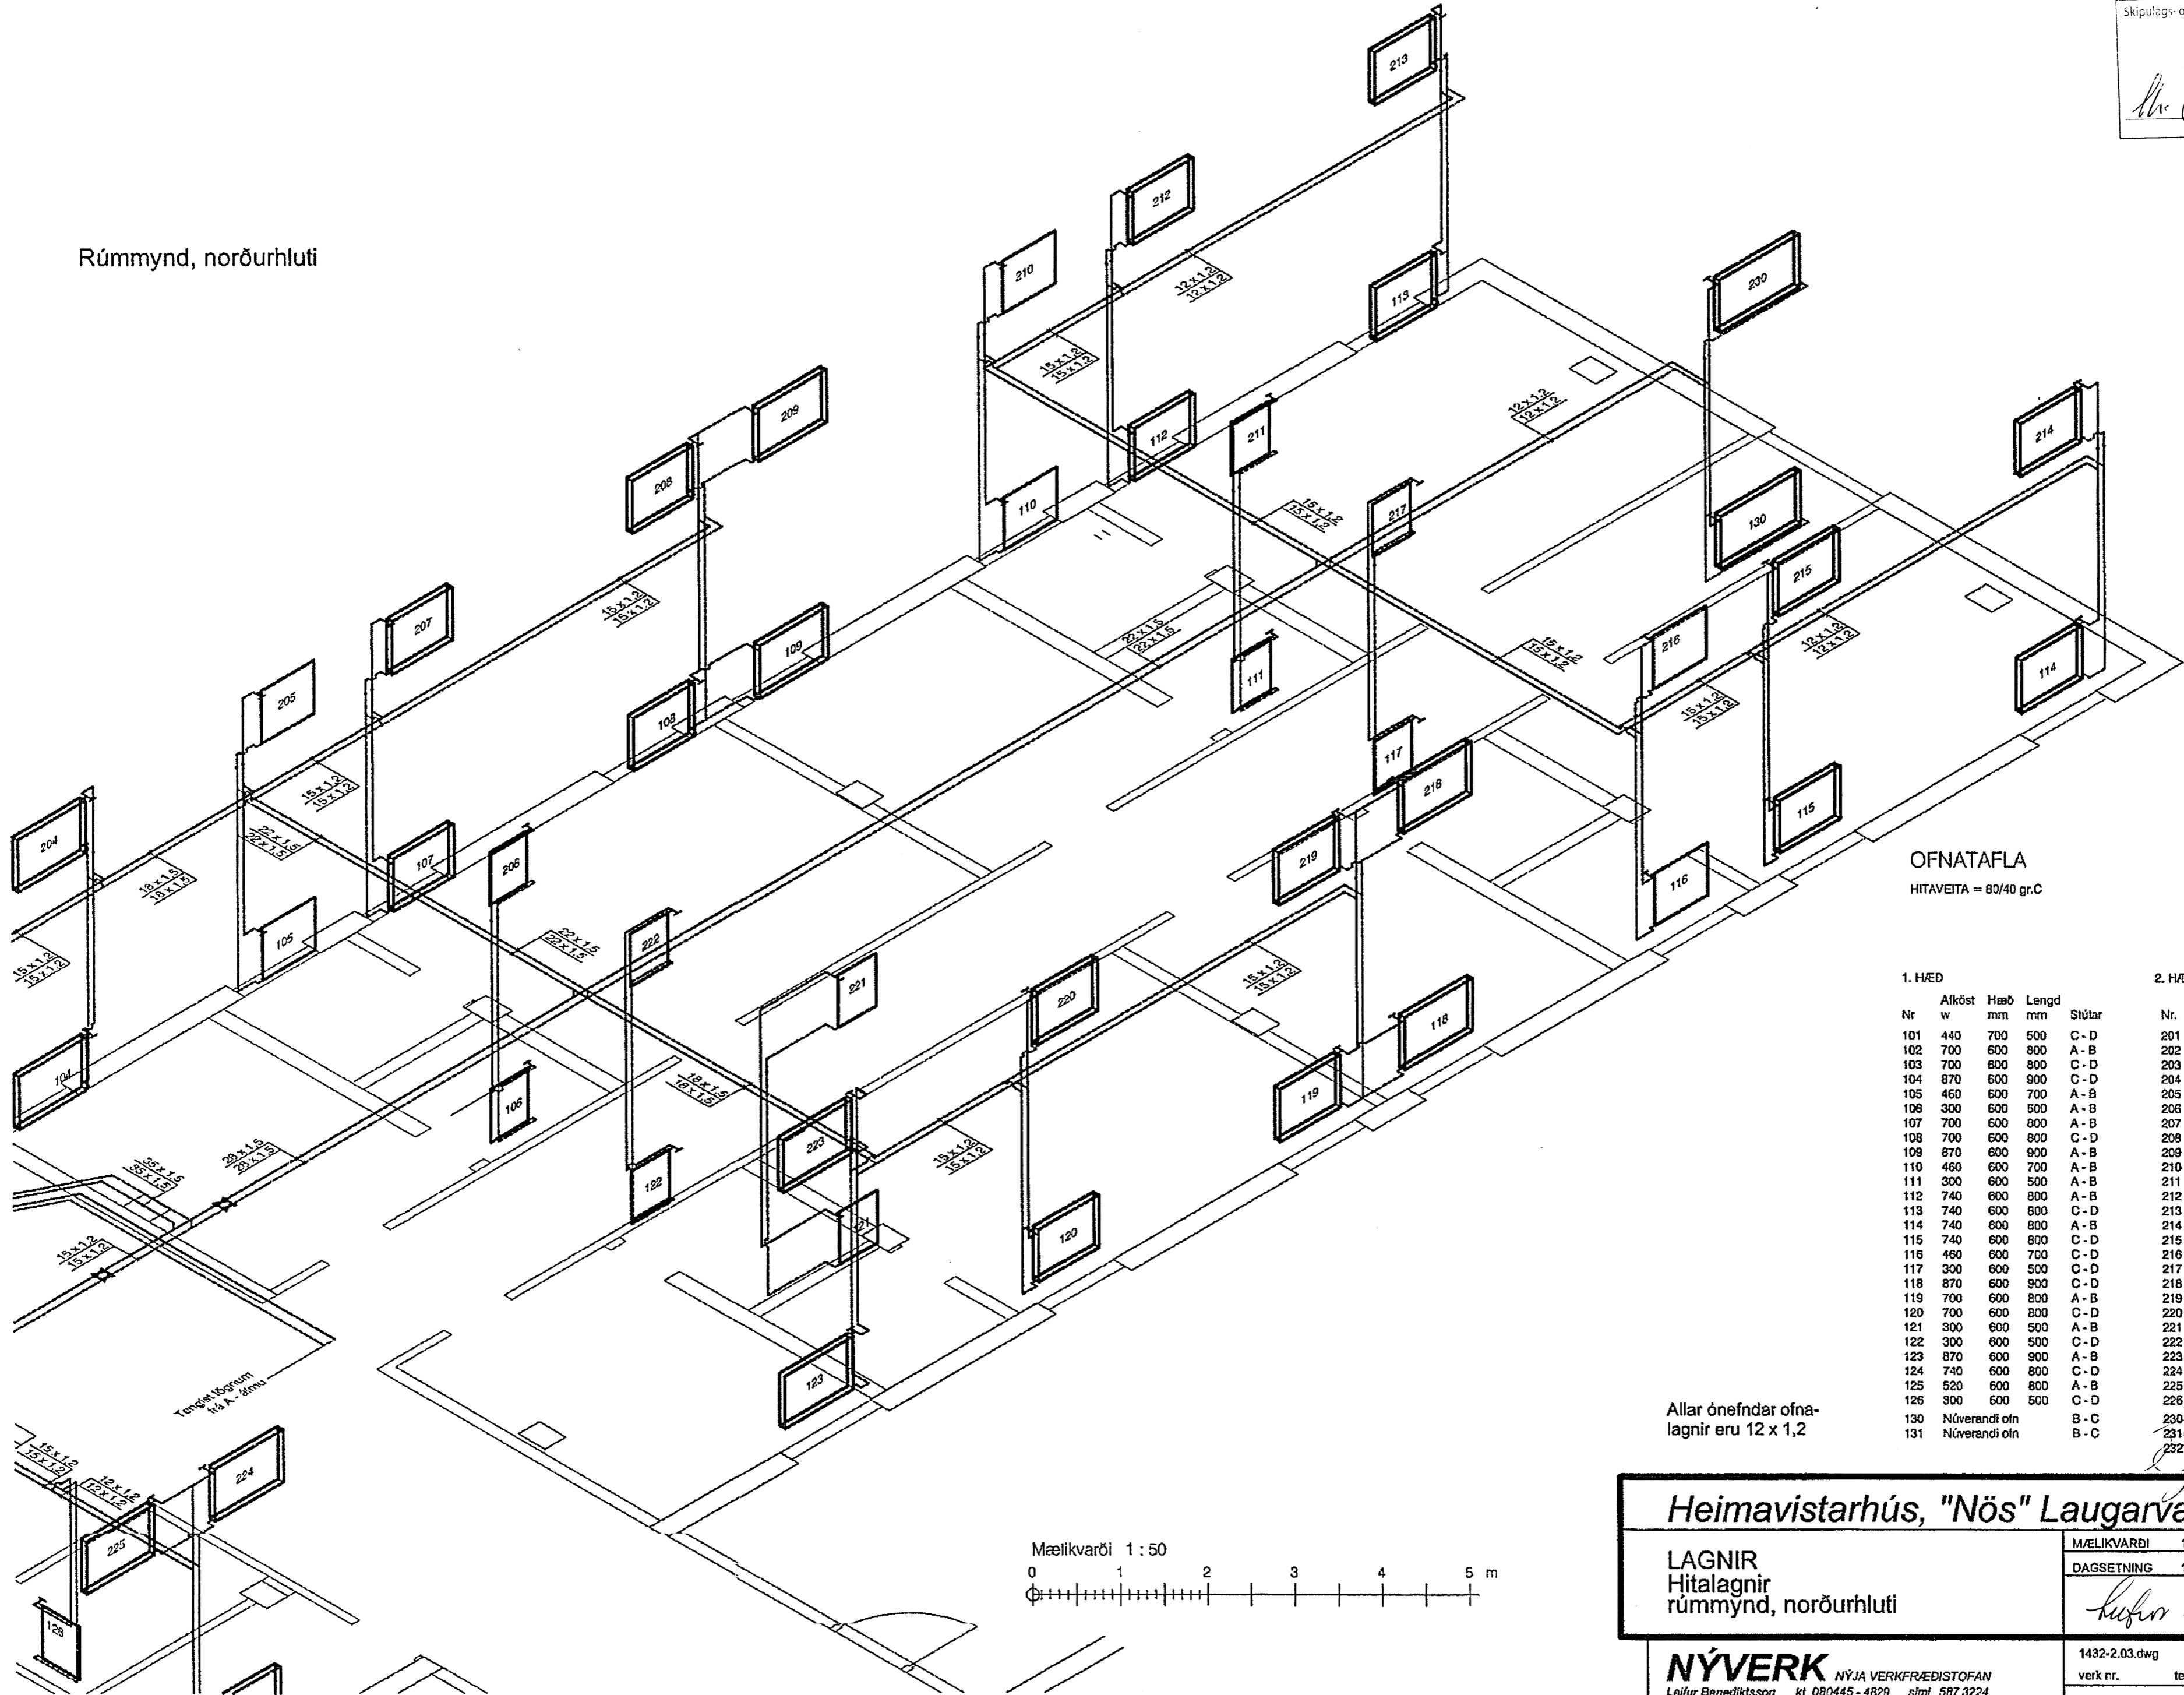 Skipulags- o
Rúmmynd, norðurhluti
213
212
210
12 x 1,2
12 x 1,2
113
230
15 x 1,2
15 x 1,2
209
208
112
211
12 x 1,2
12 x 1,2
214
110
15 x 1,2
15 x 1,2
217
130
215
207
15 x 1,2
15 x 1,2
205
109
22 x 1,5
22 x 1,5
111
15 x 1,2
15 x 1,2
216
12 x 1,2
12 x 1,2
114
108
15 x 1,2
15 x 1,2
15 x 1,2
15 x 1,2
117
218
115
204
22 x 1,5
22 x 1,5
107
206
219
116
18 x 1,5
18 x 1,5
105
22 x 1,5
22 x 1,5
222
15 x 1,2
15 x 1,2
221
220
15 x 1,2
15 x 1,2
118
104
106
18 x 1,5
18 x 1,5
119
28 x 1,5
28 x 1,5
35 x 1,5
35 x 1,5
223
15 x 1,2
15 x 1,2
122
121
120
15 x 1,2
15 x 1,2
123
Tengist lögnum
frá A - álmu
15 x 1,2
15 x 1,2
12 x 1,2
12 x 1,2
224
225
126
OFNATAFLA
HITAVEITA = 80/40 gr.C
1. HÆÐ 2. HÆ
Afköst Hæð Lengd
Nr w mm mm Stútar Nr.
101 440 700 500 C - D 201
102 700 600 800 A - B 202
103 700 600 800 C - D 203
104 870 600 900 C - D 204
105 460 600 700 A - B 205
106 300 600 500 A - B 206
107 700 600 800 A - B 207
108 700 600 800 C - D 208
109 870 600 900 A - B 209
110 460 600 700 A - B 210
111 300 600 500 A - B 211
112 740 600 800 A - B 212
113 740 600 800 C - D 213
114 740 600 800 A - B 214
115 740 600 800 C - D 215
116 460 600 700 C - D 216
117 300 600 500 C - D 217
118 870 600 900 C - D 218
119 700 600 800 A - B 219
120 700 600 800 C - D 220
121 300 600 500 A - B 221
122 300 600 500 C - D 222
123 870 600 900 A - B 223
124 740 600 800 C - D 224
125 520 600 800 A - B 225
126 300 600 500 C - D 226
130 Núverandi ofn B - C 230
131 Núverandi ofn B - C 231
232
Allar ónefndar ofna-
lagnir eru 12 x 1,2
Mælikvarði 1 : 50
0 1 2 3 4 5 m
Heimavistarhús, "Nös" Laugarva
LAGNIR
Hitalagnir
rúmmynd, norðurhluti
MÆLIKVARÐI 1
DAGSETNING 1
NÝVERK NÝJA VERKFRÆÐISTOFAN
Leifur Benediktsson kt. 080445 - 4829 sími 587 3224
1432-2.03.dwg
verk nr. te